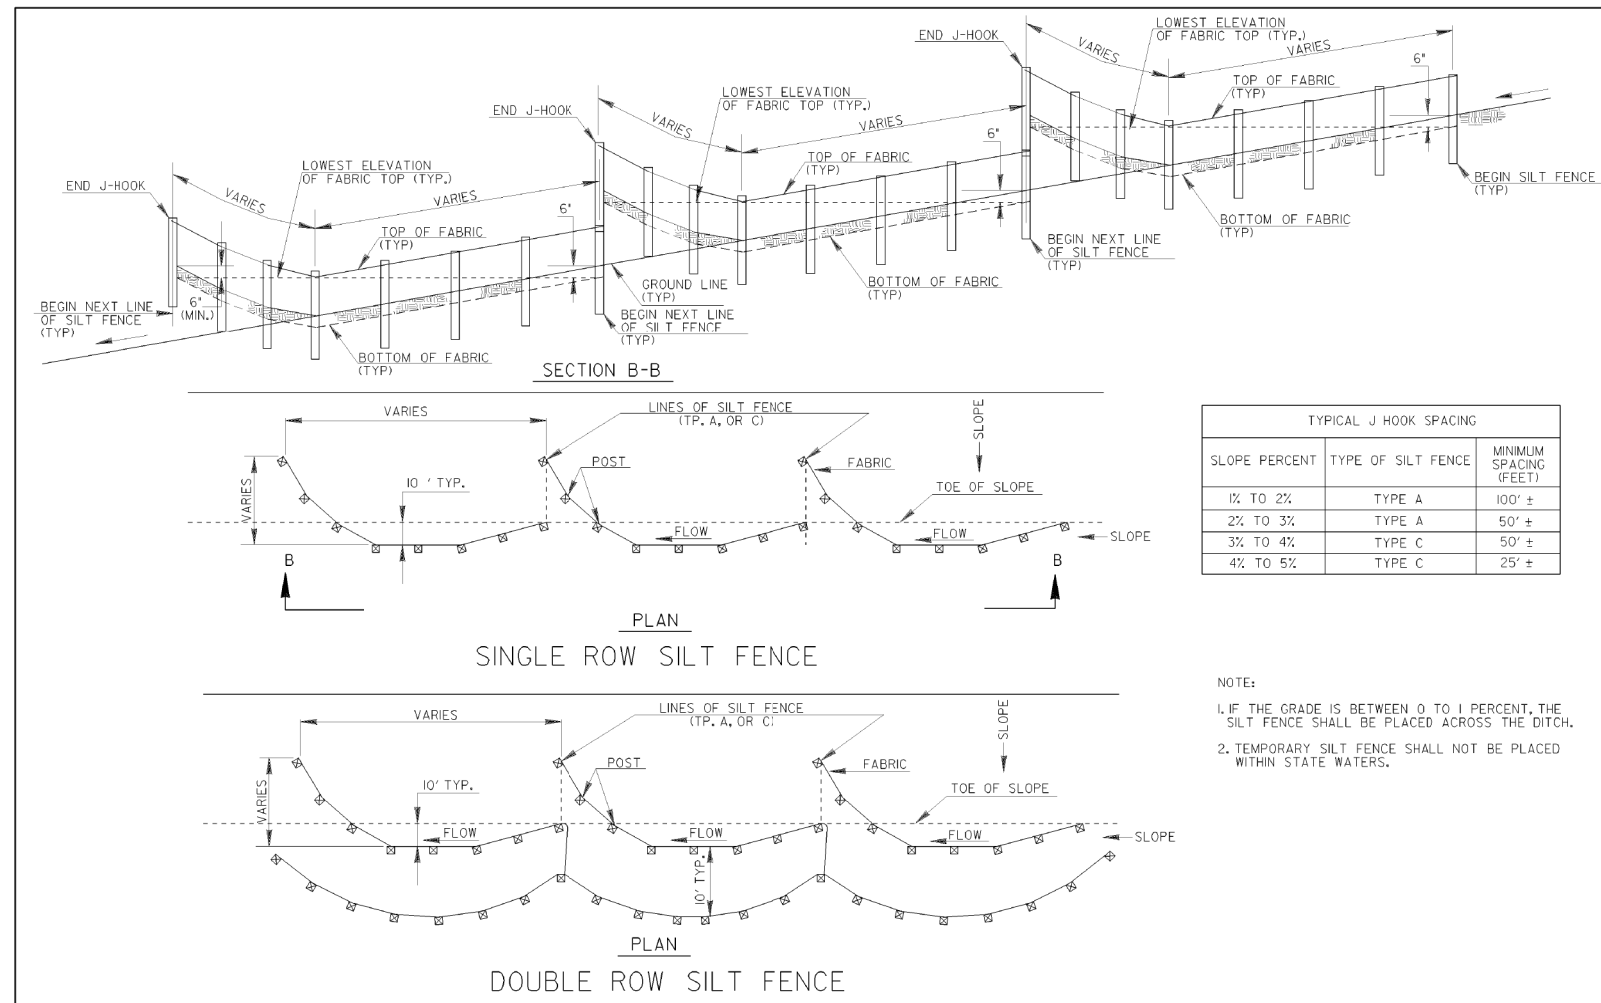 LOWEST ELEVATION
OF FABRIC TOP (TYP.)
END J-HOOK
VARIES
VARIES
6"
TOP OF FABRIC
(TYP)
LOWEST ELEVATION
OF FABRIC TOP (TYP.)
END J-HOOK
VARIES
VARIES
6"
TOP OF FABRIC
(TYP)
BEGIN SILT FENCE
(TYP)
LOWEST ELEVATION
OF FABRIC TOP (TYP.)
END J-HOOK
VARIES
VARIES
6"
TOP OF FABRIC
(TYP)
BOTTOM OF FABRIC
(TYP)
BEGIN NEXT LINE
OF SILT FENCE
(TYP)
GROUND LINE
(TYP)
BOTTOM OF FABRIC
(TYP)
BEGIN NEXT LINE
OF SILT FENCE
(TYP)
6"
(MIN.)
BEGIN NEXT LINE
OF SILT FENCE
(TYP)
BOTTOM OF FABRIC
(TYP)
SECTION B-B
VARIES
LINES OF SILT FENCE
(TP. A, OR C)
SLOPE
POST
FABRIC
VARIES
10 ' TYP.
TOE OF SLOPE
FLOW
FLOW
SLOPE
B
B
PLAN
SINGLE ROW SILT FENCE
TYPICAL J HOOK SPACING
SLOPE PERCENT TYPE OF SILT FENCE MINIMUM SPACING (FEET)
1% TO 2% TYPE A 100' ±
2% TO 3% TYPE A 50' ±
3% TO 4% TYPE C 50' ±
4% TO 5% TYPE C 25' ±
NOTE:
1. IF THE GRADE IS BETWEEN 0 TO 1 PERCENT, THE
SILT FENCE SHALL BE PLACED ACROSS THE DITCH.
2. TEMPORARY SILT FENCE SHALL NOT BE PLACED
WITHIN STATE WATERS.
VARIES
LINES OF SILT FENCE
(TP. A, OR C)
SLOPE
POST
FABRIC
VARIES
10' TYP.
TOE OF SLOPE
FLOW
FLOW
FLOW
SLOPE
10' TYP.
PLAN
DOUBLE ROW SILT FENCE